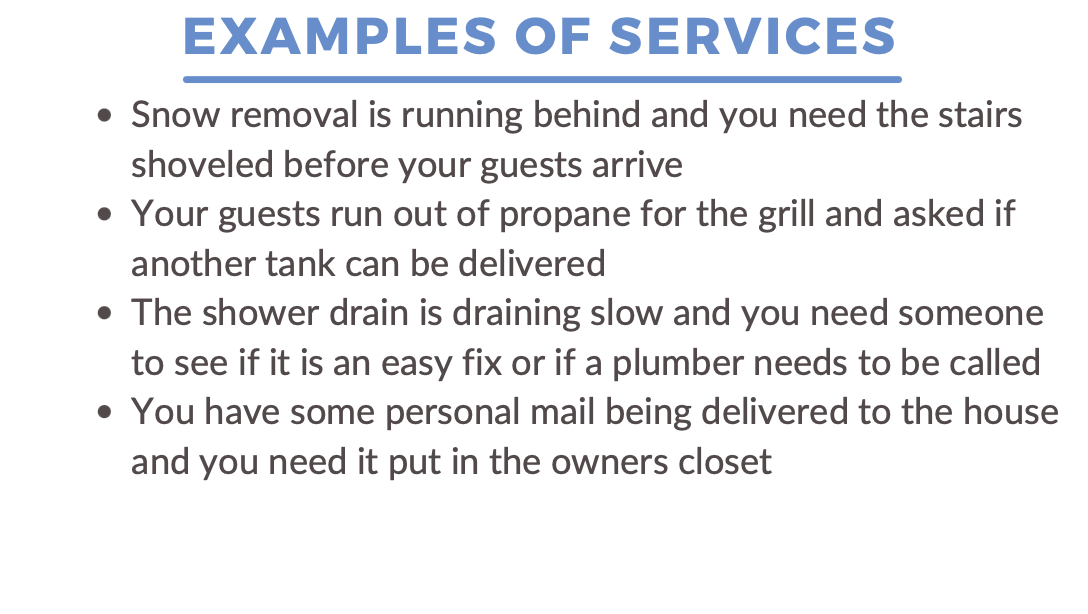 EXAMPLES OF SERVICES
• Snow removal is running behind and you need the stairs
shoveled before your guests arrive
• Your guests run out of propane for the grill and asked if
another tank can be delivered
• The shower drain is draining slow and you need someone
to see if it is an easy fix or if a plumber needs to be called
• You have some personal mail being delivered to the house
and you need it put in the owners closet